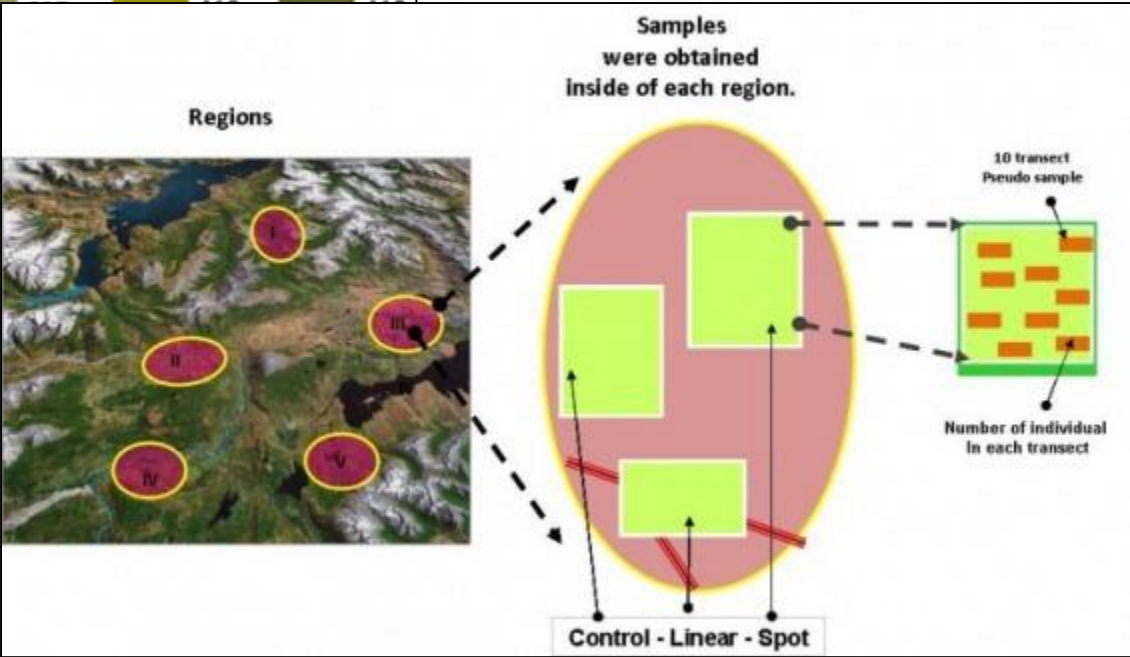 Samples
were obtained
inside of each region.
Regions
10 transect
Pseudo sample
I
III
II
IV
V
Number of individual
In each transect
Control - Linear - Spot